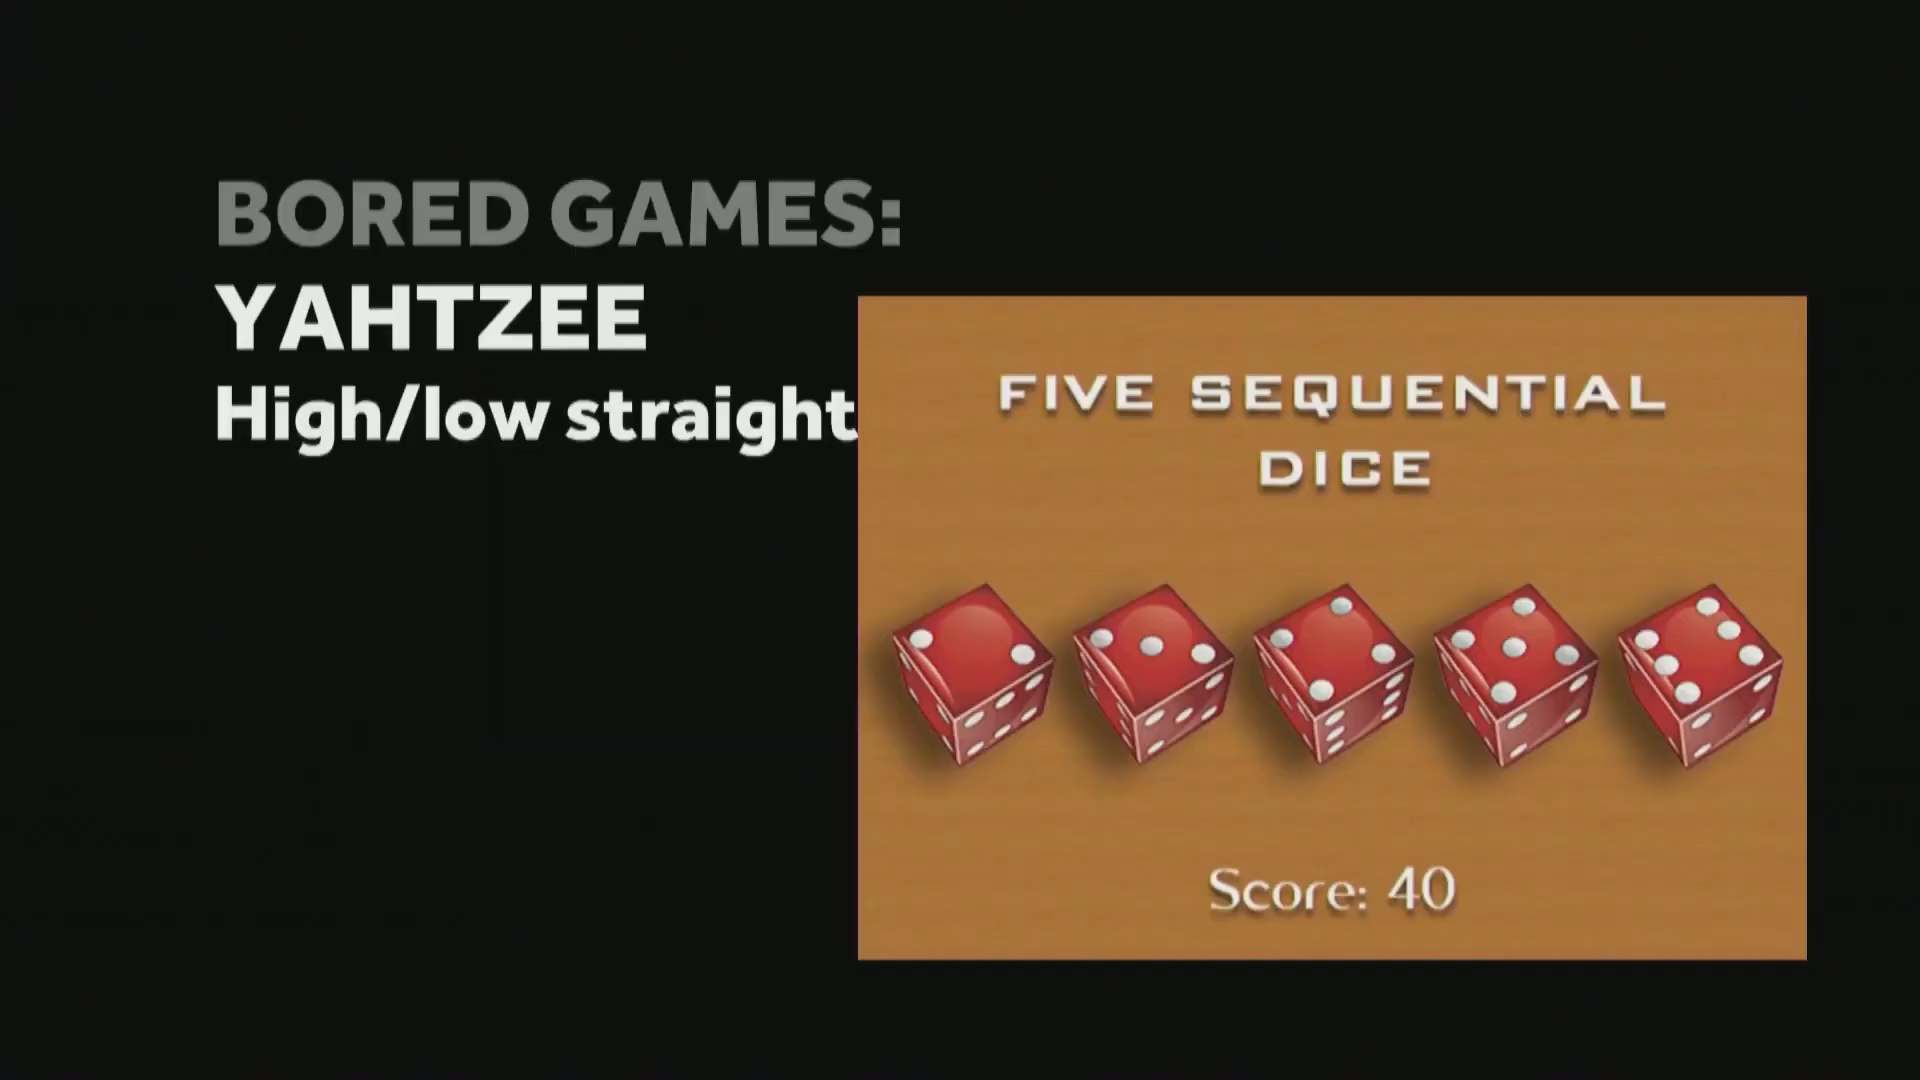 BORED GAMES:
YAHTZEE
High/low straight
FIVE SEQUENTIAL
DICE
Score: 40